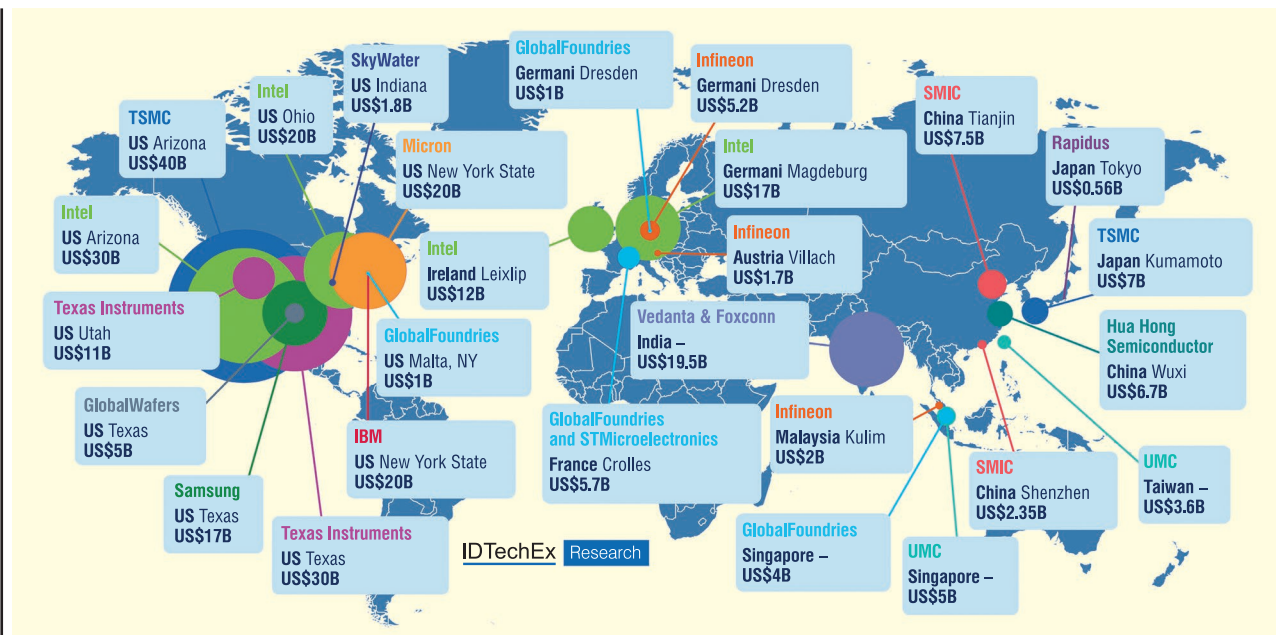 SkyWater
US Indiana
US$1.8B
GlobalFoundries
Germani Dresden
US$1B
Infineon
Germani Dresden
US$5.2B
SMIC
China Tianjin
US$7.5B
Intel
US Ohio
US$20B
TSMC
US Arizona
US$40B
Micron
US New York State
US$20B
Intel
Germani Magdeburg
US$17B
Rapidus
Japan Tokyo
US$0.56B
Intel
US Arizona
US$30B
Intel
Ireland Leixlip
US$12B
Infineon
Austria Villach
US$1.7B
TSMC
Japan Kumamoto
US$7B
Texas Instruments
US Utah
US$11B
GlobalFoundries
US Malta, NY
US$1B
Vedanta & Foxconn
India –
US$19.5B
Hua Hong
Semiconductor
China Wuxi
US$6.7B
GlobalWafers
US Texas
US$5B
IBM
US New York State
US$20B
GlobalFoundries
and STMicroelectronics
France Crolles
US$5.7B
Infineon
Malaysia Kulim
US$2B
SMIC
China Shenzhen
US$2.35B
UMC
Taiwan –
US$3.6B
Samsung
US Texas
US$17B
Texas Instruments
US Texas
US$30B
IDTechEx Research
GlobalFoundries
Singapore –
US$4B
UMC
Singapore –
US$5B